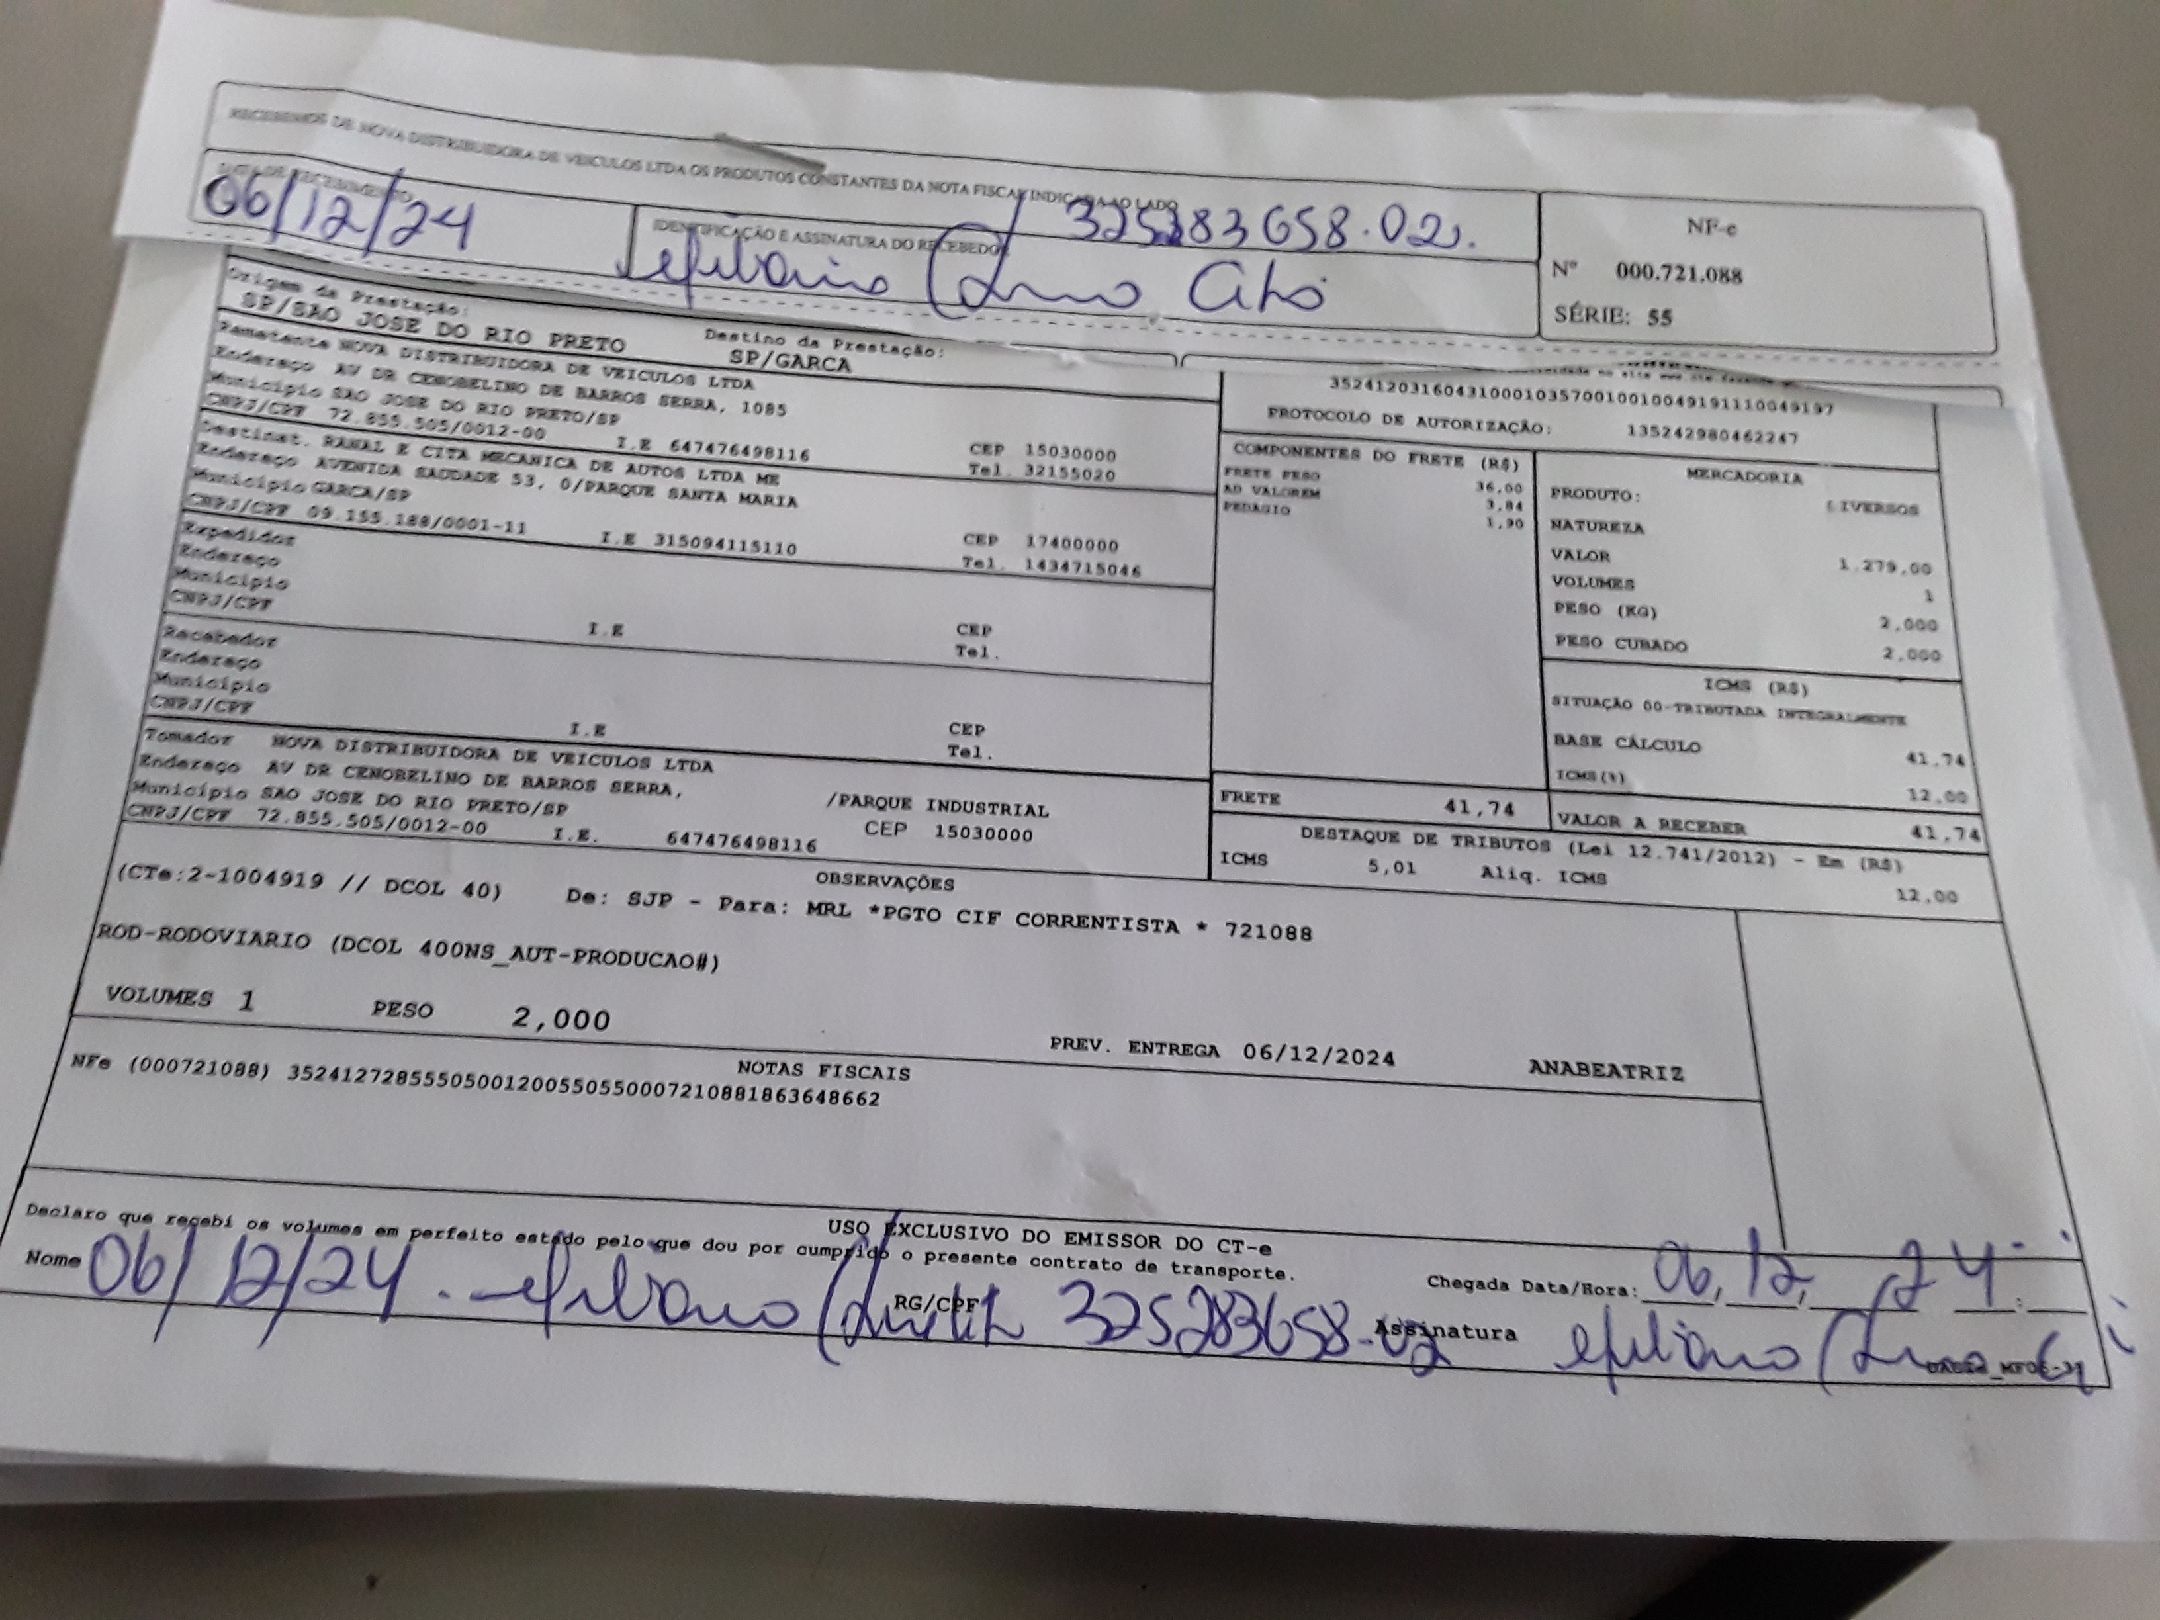 RECEBEMOS DE NOVA DISTRIBUIDORA DE VEICULOS LTDA OS PRODUTOS CONSTANTES DA NOTA FISCAL INDICADA AO LADO
DATA DE RECEBIMENTO
06/12/24
IDENTIFICAÇÃO E ASSINATURA DO RECEBEDOR
325283658.02.
NF-e
Nº 000.721.088
SÉRIE: 55
Origem da Prestação:
SP/SAO JOSE DO RIO PRETO
Destino da Prestação:
SP/GARCA
Remetente NOVA DISTRIBUIDORA DE VEICULOS LTDA
Endereço AV DR CENOBELINO DE BARROS SERRA, 1085
Município SAO JOSE DO RIO PRETO/SP CEP 15030000
CNPJ/CPF 72.855.505/0012-00 I.E 647476498116 Tel. 32155020
Destinat. RAMAL E CITA MECANICA DE AUTOS LTDA ME
Endereço AVENIDA SAUDADE 53, 0/PARQUE SANTA MARIA
Município GARCA/SP CEP 17400000
CNPJ/CPF 09.155.188/0001-11 I.E 315094115110 Tel. 1434715046
Expedidor
Endereço
Município CEP
CNPJ/CPF I.E Tel.
Recebedor
Endereço
Município CEP
CNPJ/CPF I.E Tel.
Tomador NOVA DISTRIBUIDORA DE VEICULOS LTDA
Endereço AV DR CENOBELINO DE BARROS SERRA, /PARQUE INDUSTRIAL
Município SAO JOSE DO RIO PRETO/SP CEP 15030000
CNPJ/CPF 72.855.505/0012-00 I.E. 647476498116
35241203160431000103570010010049191110049197
PROTOCOLO DE AUTORIZAÇÃO: 135242980462247
COMPONENTES DO FRETE (R$)
FRETE PESO 36,00
AD VALOREM 3,84
PEDAGIO 1,90
MERCADORIA
PRODUTO: DIVERSOS
NATUREZA
VALOR 1.279,00
VOLUMES 1
PESO (KG) 2,000
PESO CUBADO 2,000
ICMS (R$)
SITUAÇÃO 00-TRIBUTADA INTEGRALMENTE
BASE CÁLCULO 41,74
ICMS(%) 12,00
FRETE 41,74
VALOR A RECEBER 41,74
DESTAQUE DE TRIBUTOS (Lei 12.741/2012) - Em (R$)
ICMS 5,01 Aliq. ICMS 12,00
OBSERVAÇÕES
(CTe:2-1004919 // DCOL 40) De: SJP - Para: MRL *PGTO CIF CORRENTISTA * 721088
ROD-RODOVIARIO (DCOL 400NS_AUT-PRODUCAO#)
VOLUMES 1 PESO 2,000
PREV. ENTREGA 06/12/2024 ANABEATRIZ
NOTAS FISCAIS
NFe (000721088) 35241272855505001200550550007210881863648662
USO EXCLUSIVO DO EMISSOR DO CT-e
Declaro que recebi os volumes em perfeito estado pelo que dou por cumprido o presente contrato de transporte.
Nome 06/12/24.
RG/CPF 325283658-02
Chegada Data/Hora: 06, 12, 24
Assinatura